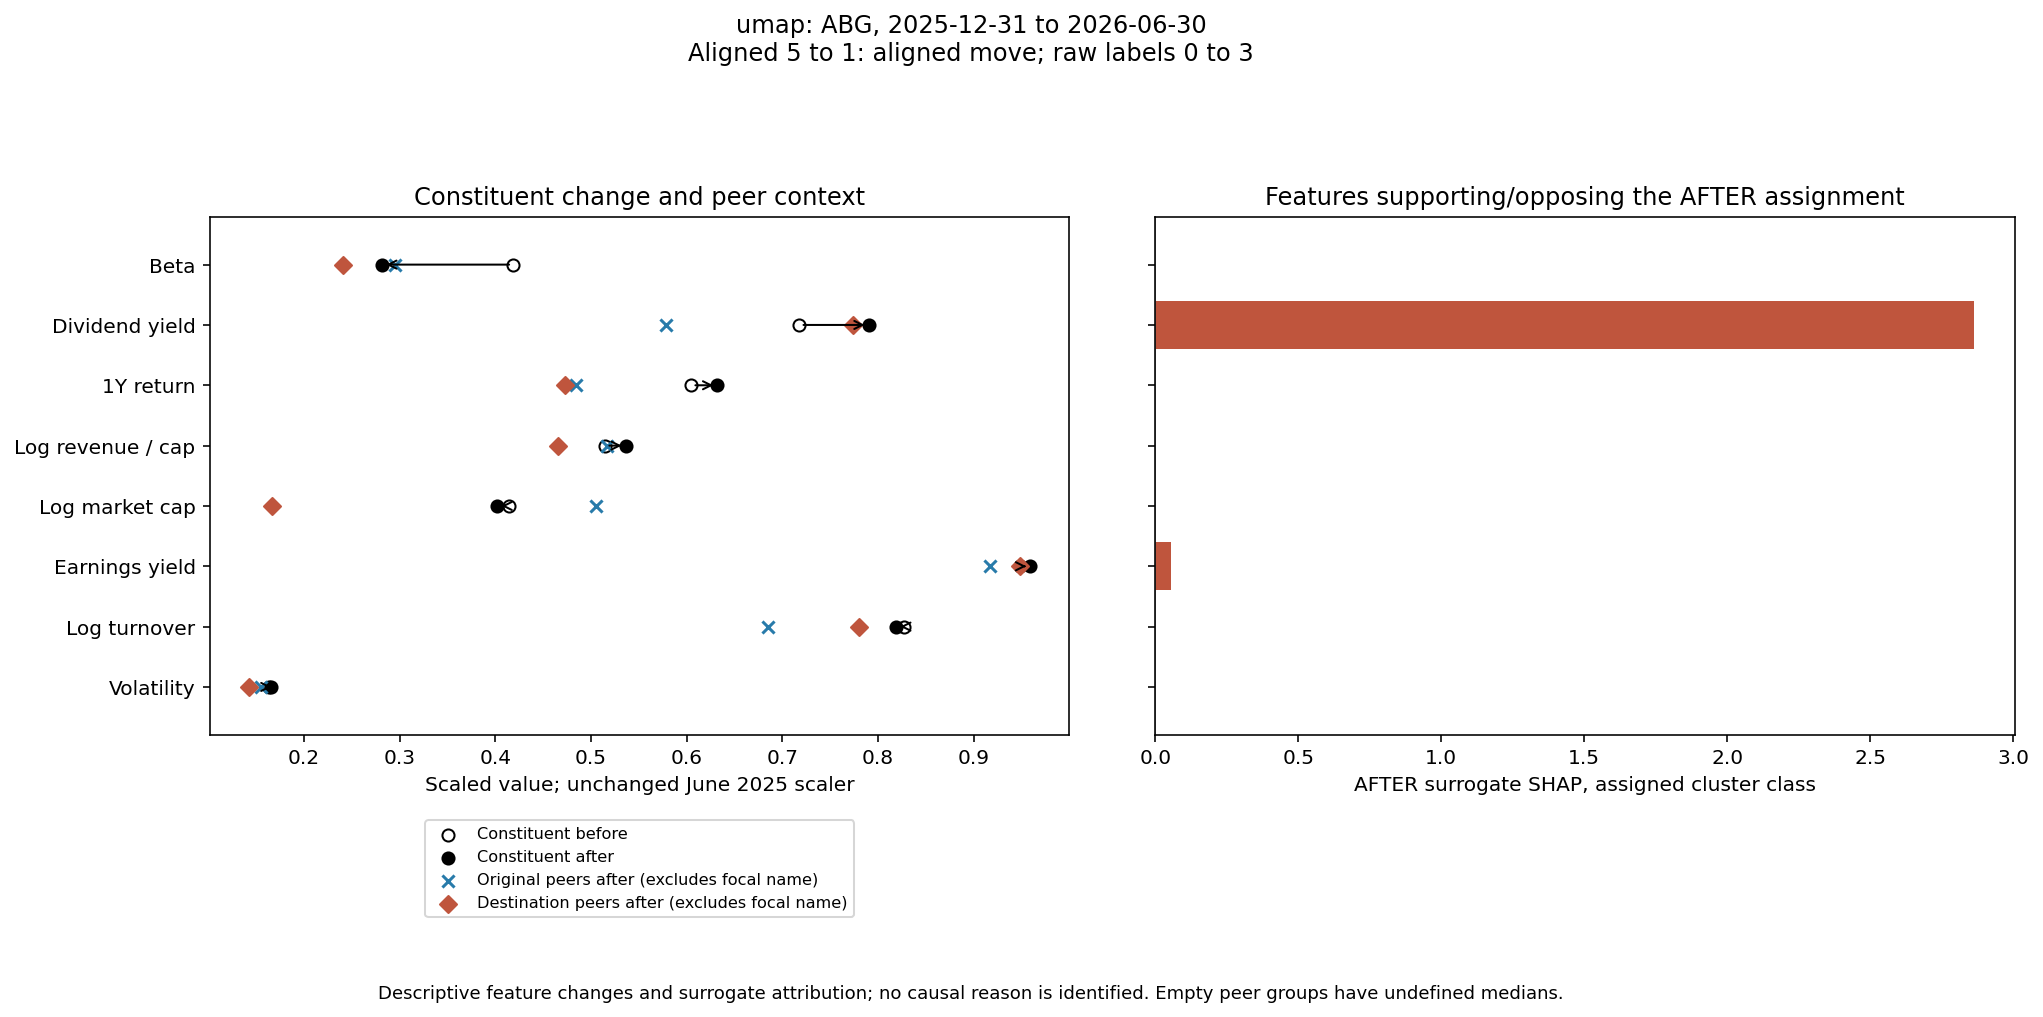 umap: ABG, 2025-12-31 to 2026-06-30
Aligned 5 to 1: aligned move; raw labels 0 to 3
Constituent change and peer context
Beta
Dividend yield
1Y return
Log revenue / cap
Log market cap
Earnings yield
Log turnover
Volatility
0.2 0.3 0.4 0.5 0.6 0.7 0.8 0.9
Scaled value; unchanged June 2025 scaler
Constituent before
Constituent after
Original peers after (excludes focal name)
Destination peers after (excludes focal name)
Features supporting/opposing the AFTER assignment
0.0 0.5 1.0 1.5 2.0 2.5 3.0
AFTER surrogate SHAP, assigned cluster class
Descriptive feature changes and surrogate attribution; no causal reason is identified. Empty peer groups have undefined medians.